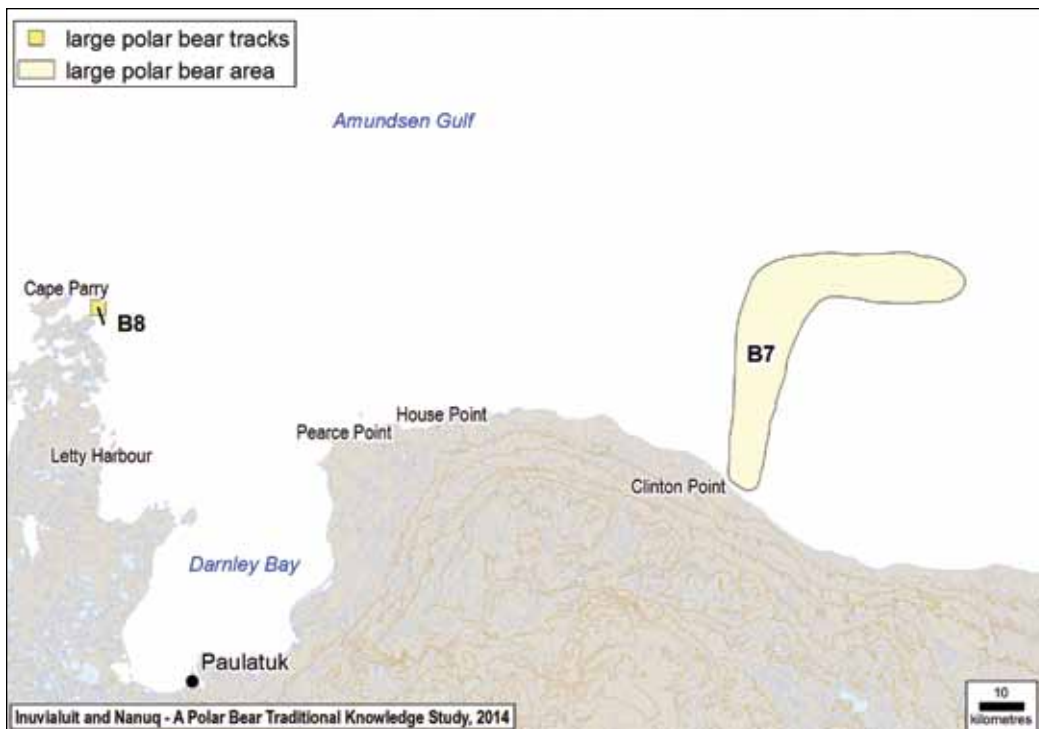 large polar bear tracks
large polar bear area
Amundsen Gulf
Cape Parry
B8
B7
House Point
Pearce Point
Letty Harbour
Clinton Point
Darnley Bay
Paulatuk
10
kilometres
Inuvialuit and Nanuq - A Polar Bear Traditional Knowledge Study, 2014